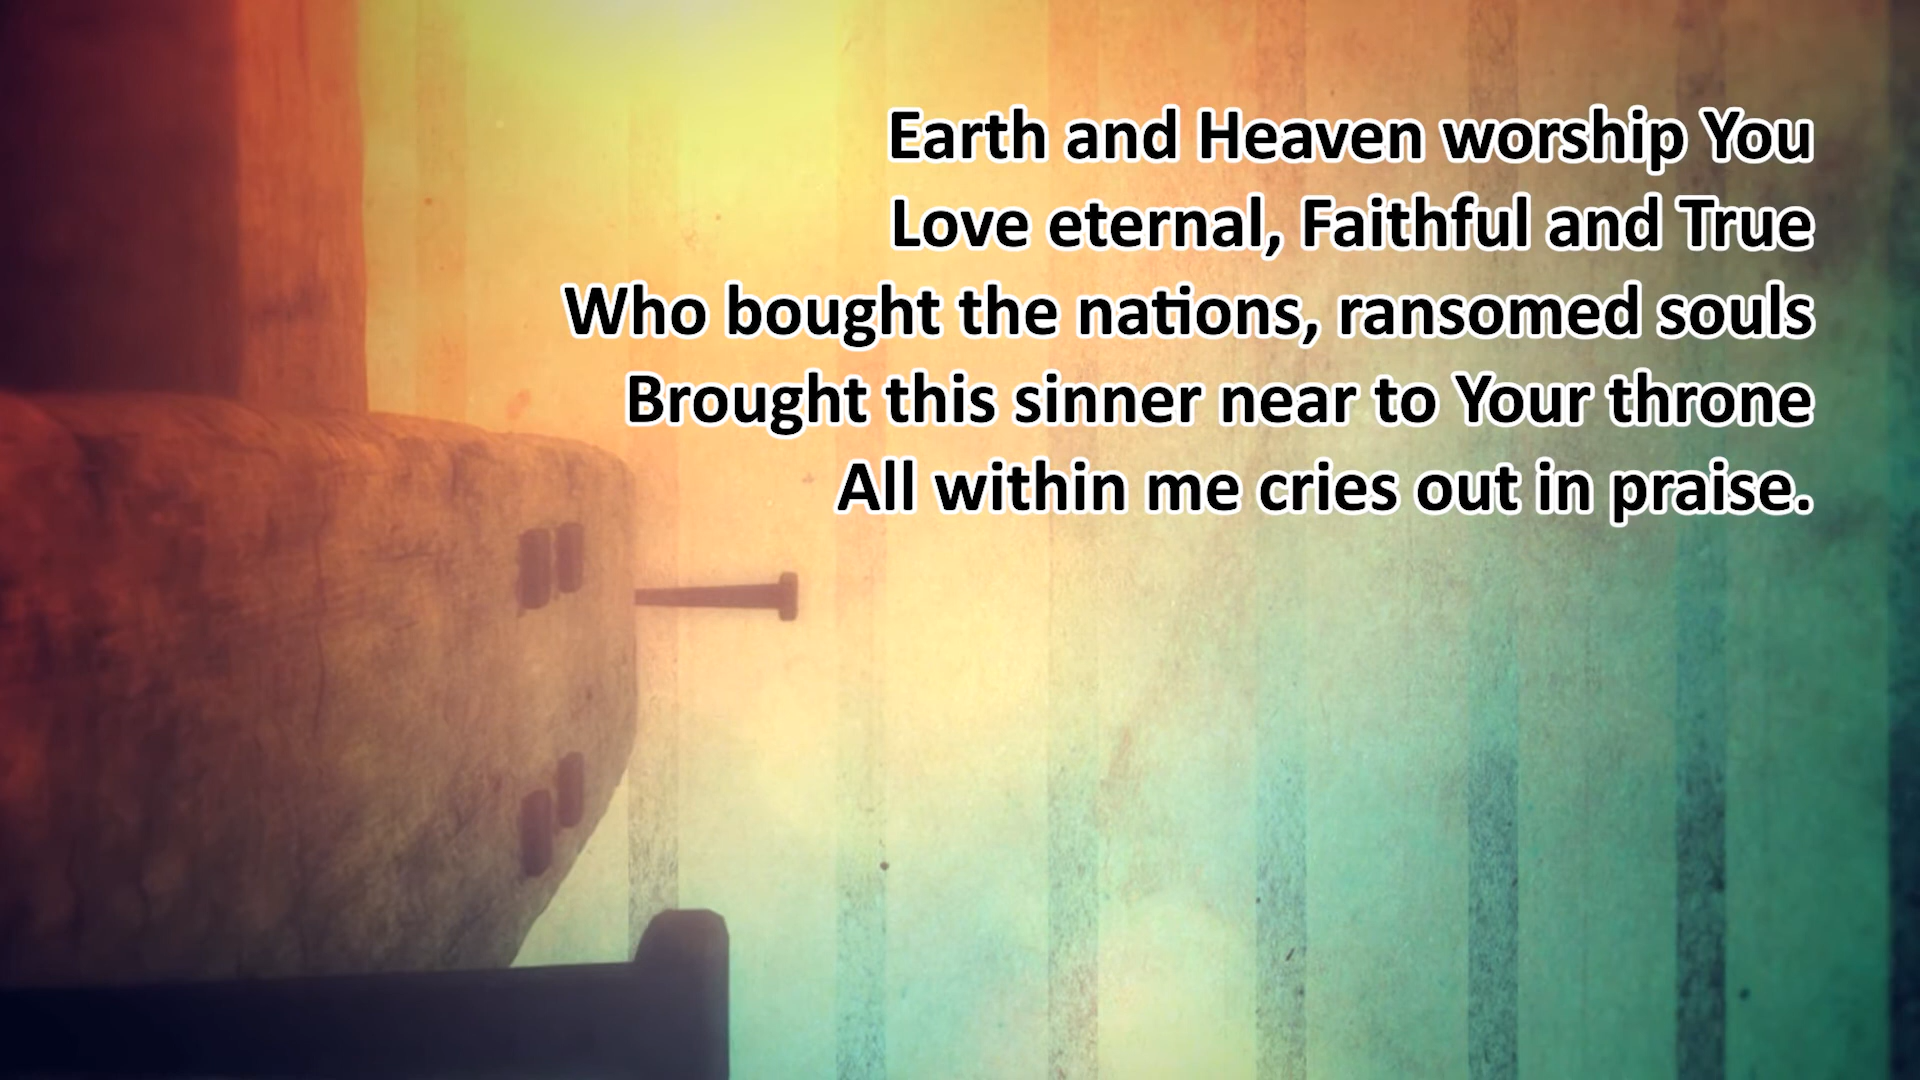 Earth and Heaven worship You
Love eternal, Faithful and True
Who bought the nations, ransomed souls
Brought this sinner near to Your throne
All within me cries out in praise.